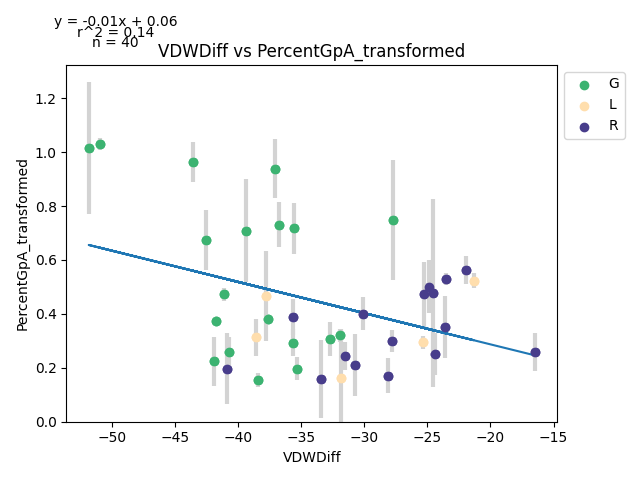 y = -0.01x + 0.06
r^2 = 0.14
n = 40
VDWDiff vs PercentGpA_transformed
G
L
R
PercentGpA_transformed
1.2
1.0
0.8
0.6
0.4
0.2
0.0
−50 −45 −40 −35 −30 −25 −20 −15
VDWDiff